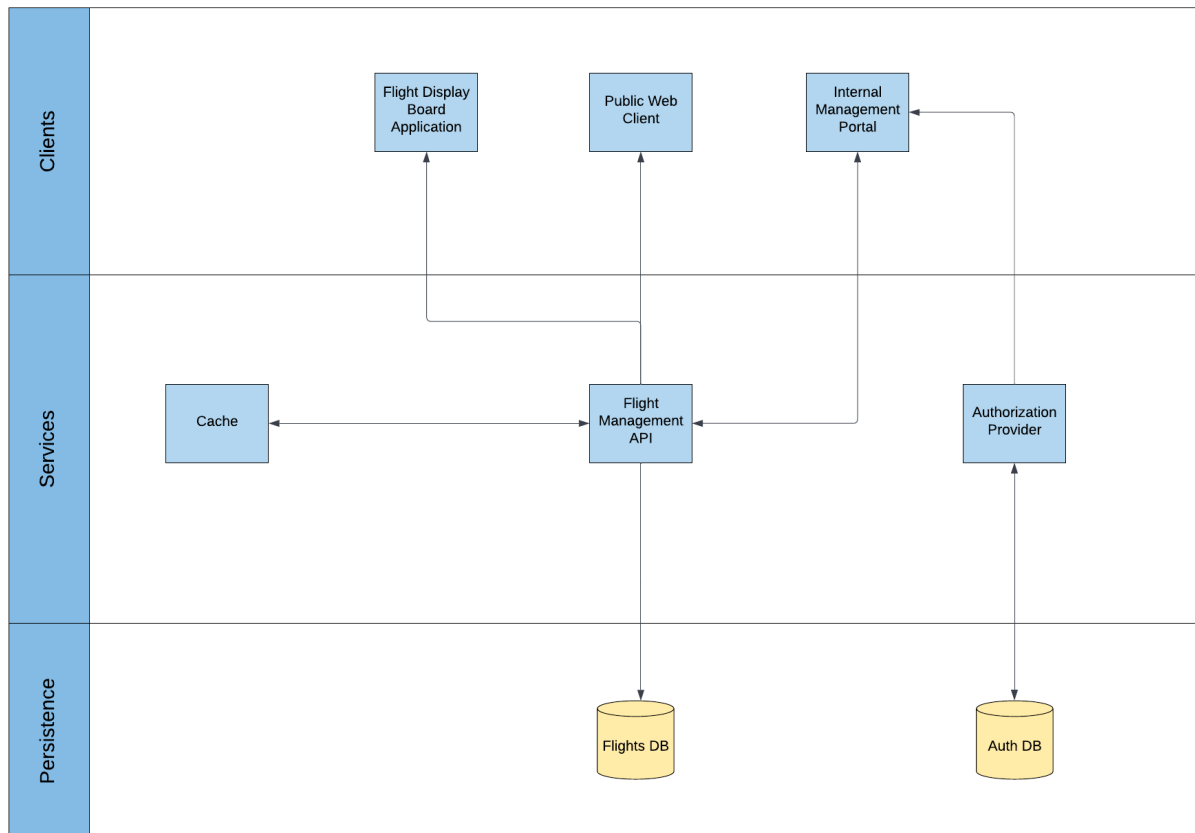 Clients
Flight Display
Board
Application
Public Web
Client
Internal
Management
Portal
Services
Cache
Flight
Management
API
Authorization
Provider
Persistence
Flights DB
Auth DB